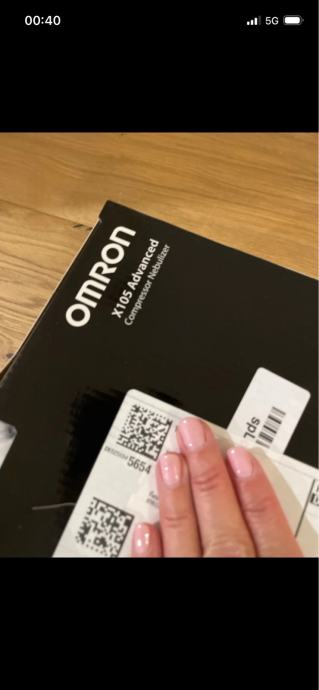 00:40
5G
OMRON
X105 Advanced
Compressor Nebulizer
5654